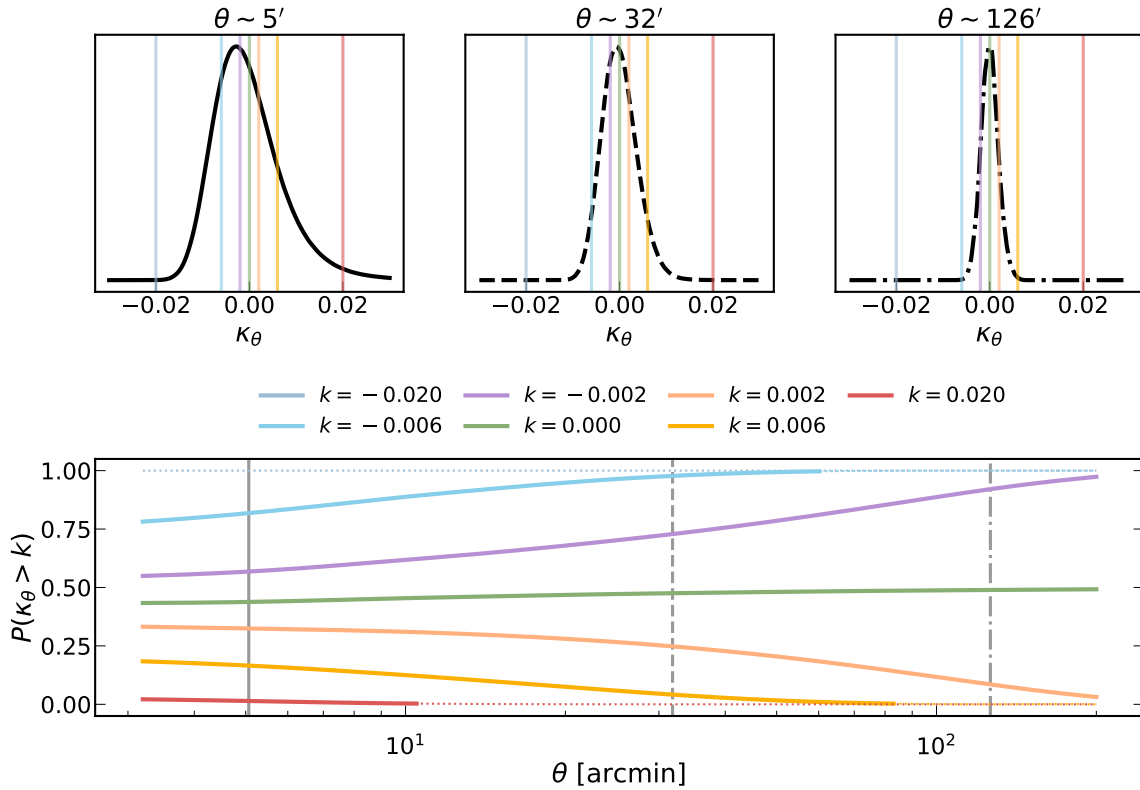 θ ~ 5′ θ ~ 32′ θ ~ 126′
−0.02 0.00 0.02 −0.02 0.00 0.02 −0.02 0.00 0.02
κθ κθ κθ
k = −0.020 k = −0.002 k = 0.002 k = 0.020
k = −0.006 k = 0.000 k = 0.006
1.00
0.75
0.50
0.25
0.00
P(κθ > k)
10¹ 10²
θ [arcmin]